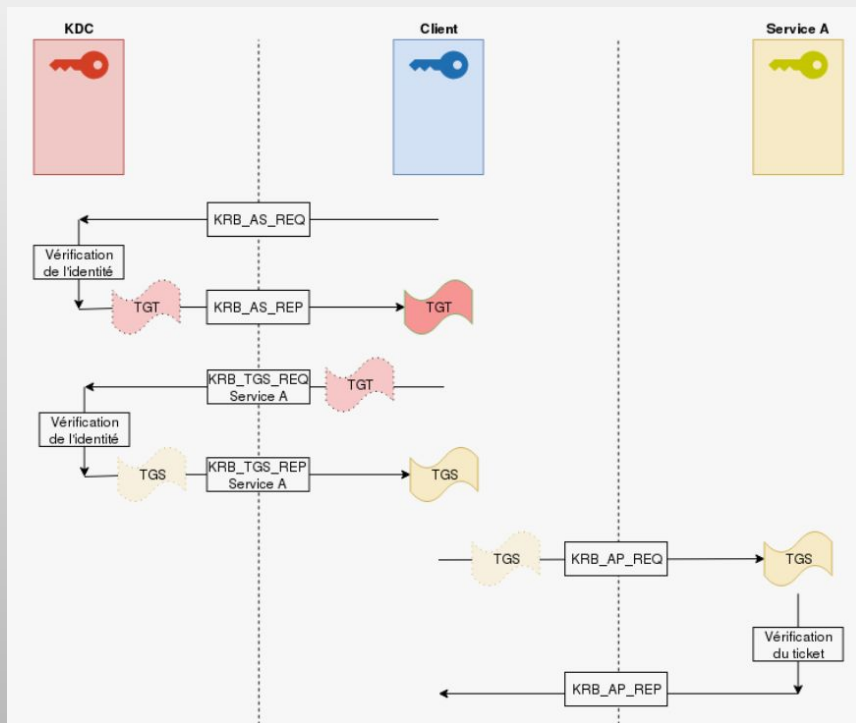 KDC
Client
Service A
KRB_AS_REQ
Vérification
de l'identité
TGT
KRB_AS_REP
TGT
KRB_TGS_REQ
Service A
TGT
Vérification
de l'identité
TGS
KRB_TGS_REP
Service A
TGS
TGS
KRB_AP_REQ
TGS
Vérification
du ticket
KRB_AP_REP